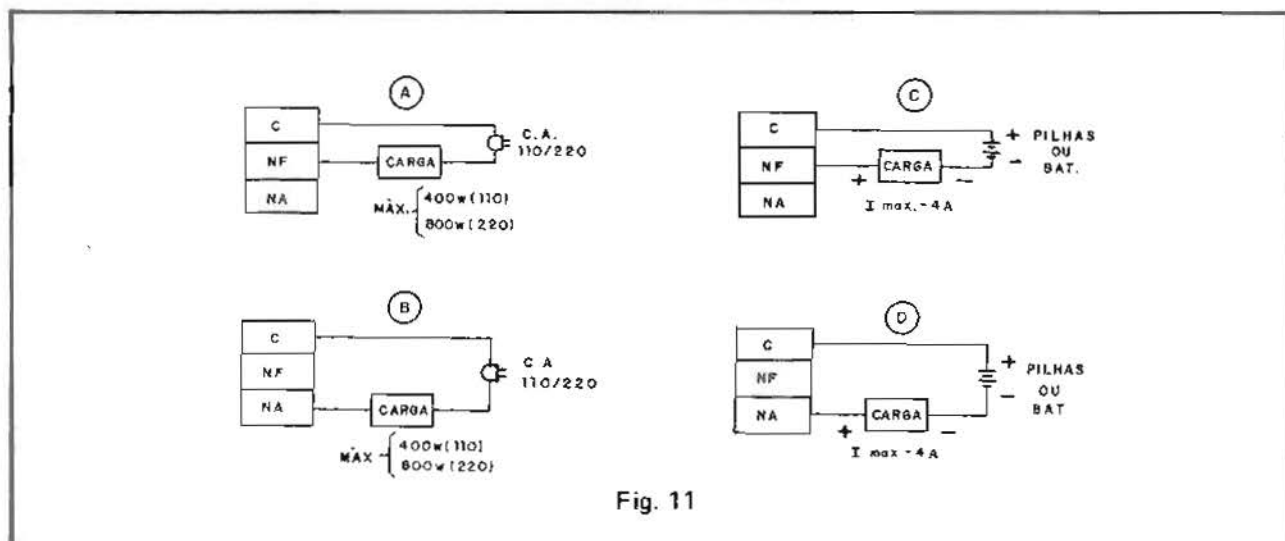 A
C
NF
NA
CARGA
C.A.
110/220
MÁX.
400w(110)
800w(220)
C
C
NF
NA
CARGA
+
-
+
-
PILHAS
OU
BAT.
I max.-4A
B
C
NF
NA
CARGA
C A
110/220
MÁX
400w(110)
800w(220)
D
C
NF
NA
CARGA
+
-
+
-
PILHAS
OU
BAT
I max-4A
Fig. 11